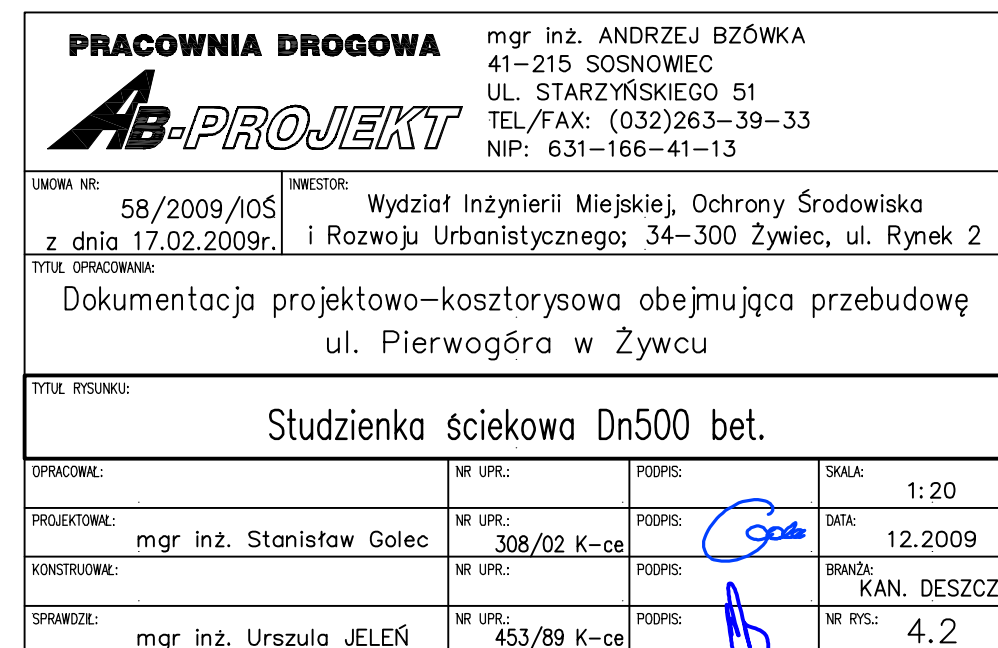 PRACOWNIA DROGOWA
AB-PROJEKT
mgr inż. ANDRZEJ BZÓWKA
41-215 SOSNOWIEC
UL. STARZYŃSKIEGO 51
TEL/FAX: (032)263-39-33
NIP: 631-166-41-13
UMOWA NR:
58/2009/IOŚ
z dnia 17.02.2009r.
INWESTOR:
Wydział Inżynierii Miejskiej, Ochrony Środowiska
i Rozwoju Urbanistycznego; 34-300 Żywiec, ul. Rynek 2
TYTUŁ OPRACOWANIA:
Dokumentacja projektowo-kosztorysowa obejmująca przebudowę
ul. Pierwogóra w Żywcu
TYTUŁ RYSUNKU:
Studzienka ściekowa Dn500 bet.
OPRACOWAŁ:
NR UPR.:
PODPIS:
SKALA:
1:20
PROJEKTOWAŁ:
mgr inż. Stanisław Golec
NR UPR.:
308/02 K-ce
PODPIS:
DATA:
12.2009
KONSTRUOWAŁ:
NR UPR.:
PODPIS:
BRANŻA:
KAN. DESZCZ
SPRAWDZIŁ:
mgr inż. Urszula JELEŃ
NR UPR.:
453/89 K-ce
PODPIS:
NR RYS.:
4.2